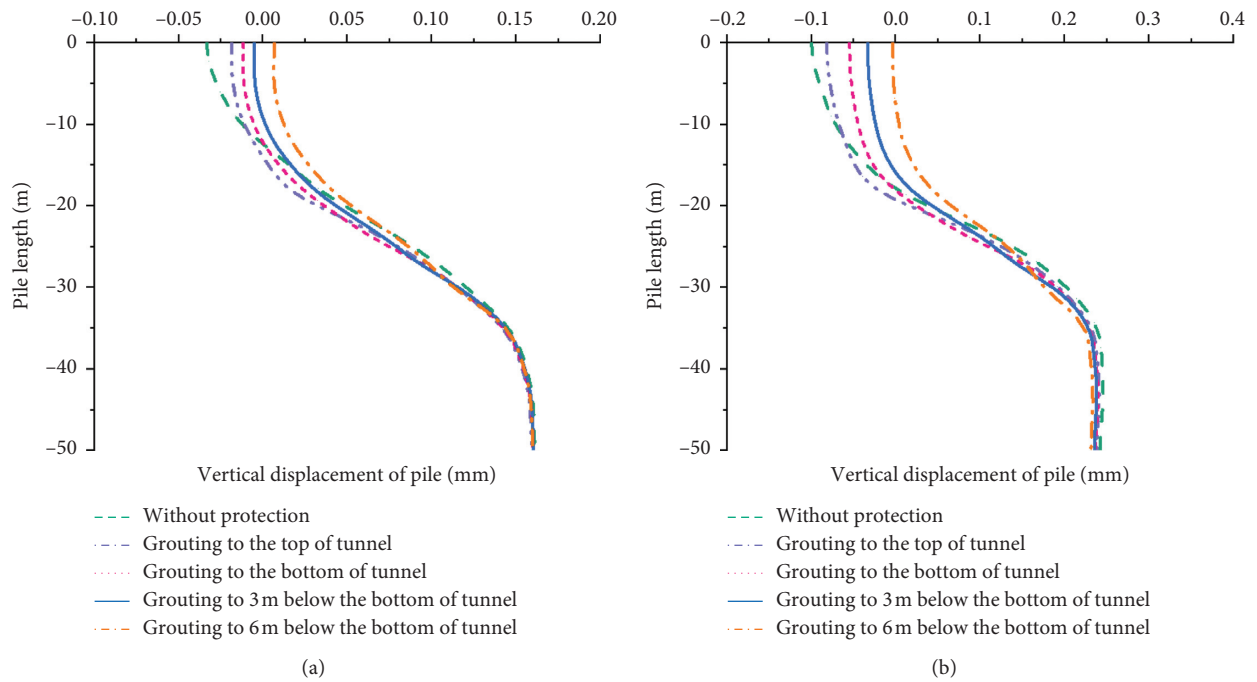 −0.10 −0.05 0.00 0.05 0.10 0.15 0.20
0
−10
−20
−30
−40
−50
Pile length (m)
Vertical displacement of pile (mm)
Without protection
Grouting to the top of tunnel
Grouting to the bottom of tunnel
Grouting to 3 m below the bottom of tunnel
Grouting to 6 m below the bottom of tunnel
(a)
−0.2 −0.1 0.0 0.1 0.2 0.3 0.4
0
−10
−20
−30
−40
−50
Pile length (m)
Vertical displacement of pile (mm)
Without protection
Grouting to the top of tunnel
Grouting to the bottom of tunnel
Grouting to 3 m below the bottom of tunnel
Grouting to 6 m below the bottom of tunnel
(b)